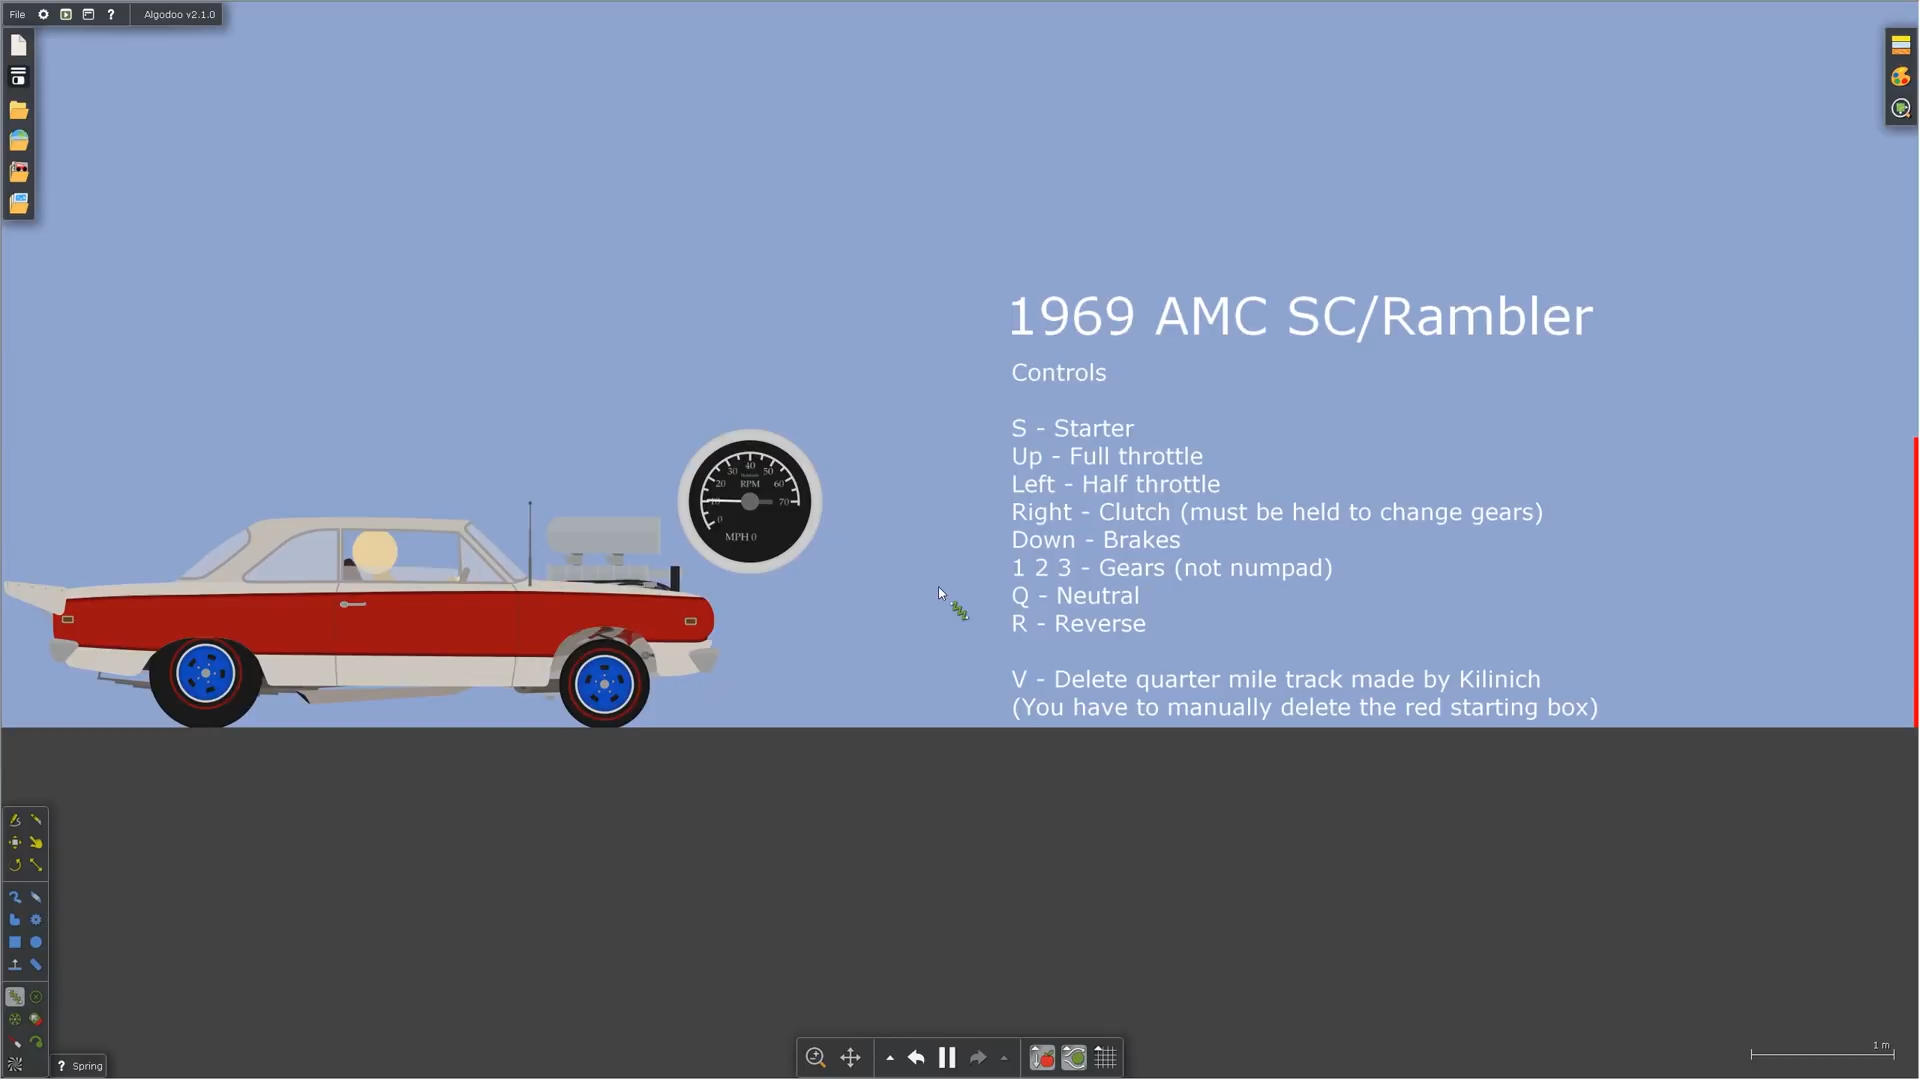 File ? Algodoo v2.1.0
1969 AMC SC/Rambler
Controls
S - Starter
Up - Full throttle
Left - Half throttle
Right - Clutch (must be held to change gears)
Down - Brakes
1 2 3 - Gears (not numpad)
Q - Neutral
R - Reverse
V - Delete quarter mile track made by Kilinich
(You have to manually delete the red starting box)
0 10 20 30 40 50 60 70
RPM
MPH 0
1 m
? Spring